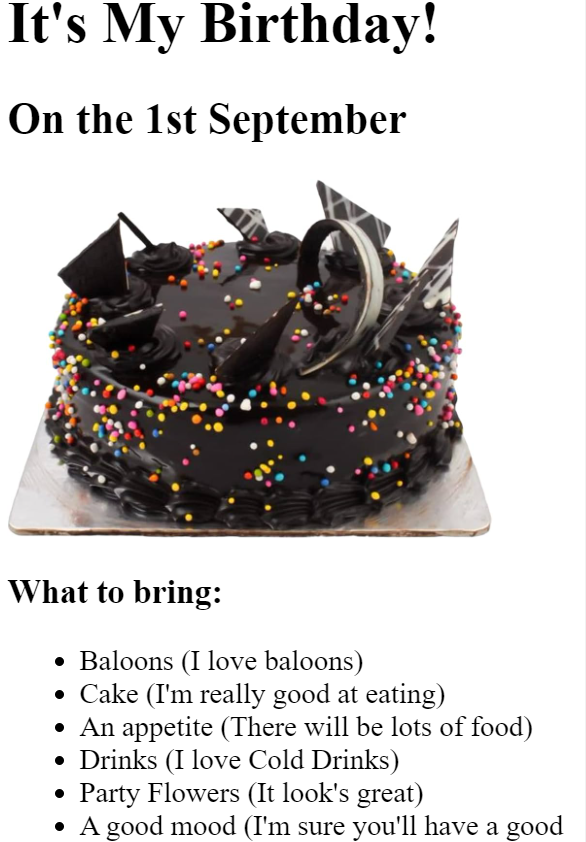 It's My Birthday!
On the 1st September
What to bring:
Baloons (I love baloons)
Cake (I'm really good at eating)
An appetite (There will be lots of food)
Drinks (I love Cold Drinks)
Party Flowers (It look's great)
A good mood (I'm sure you'll have a good